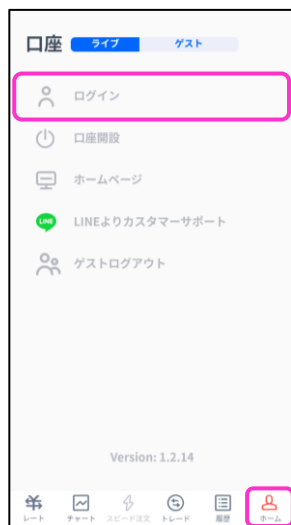 口座 ライブ ゲスト
ログイン
口座開設
ホームページ
LINE LINEよりカスタマーサポート
ゲストログアウト
Version: 1.2.14
レート チャート スピード注文 トレード 履歴 ホーム